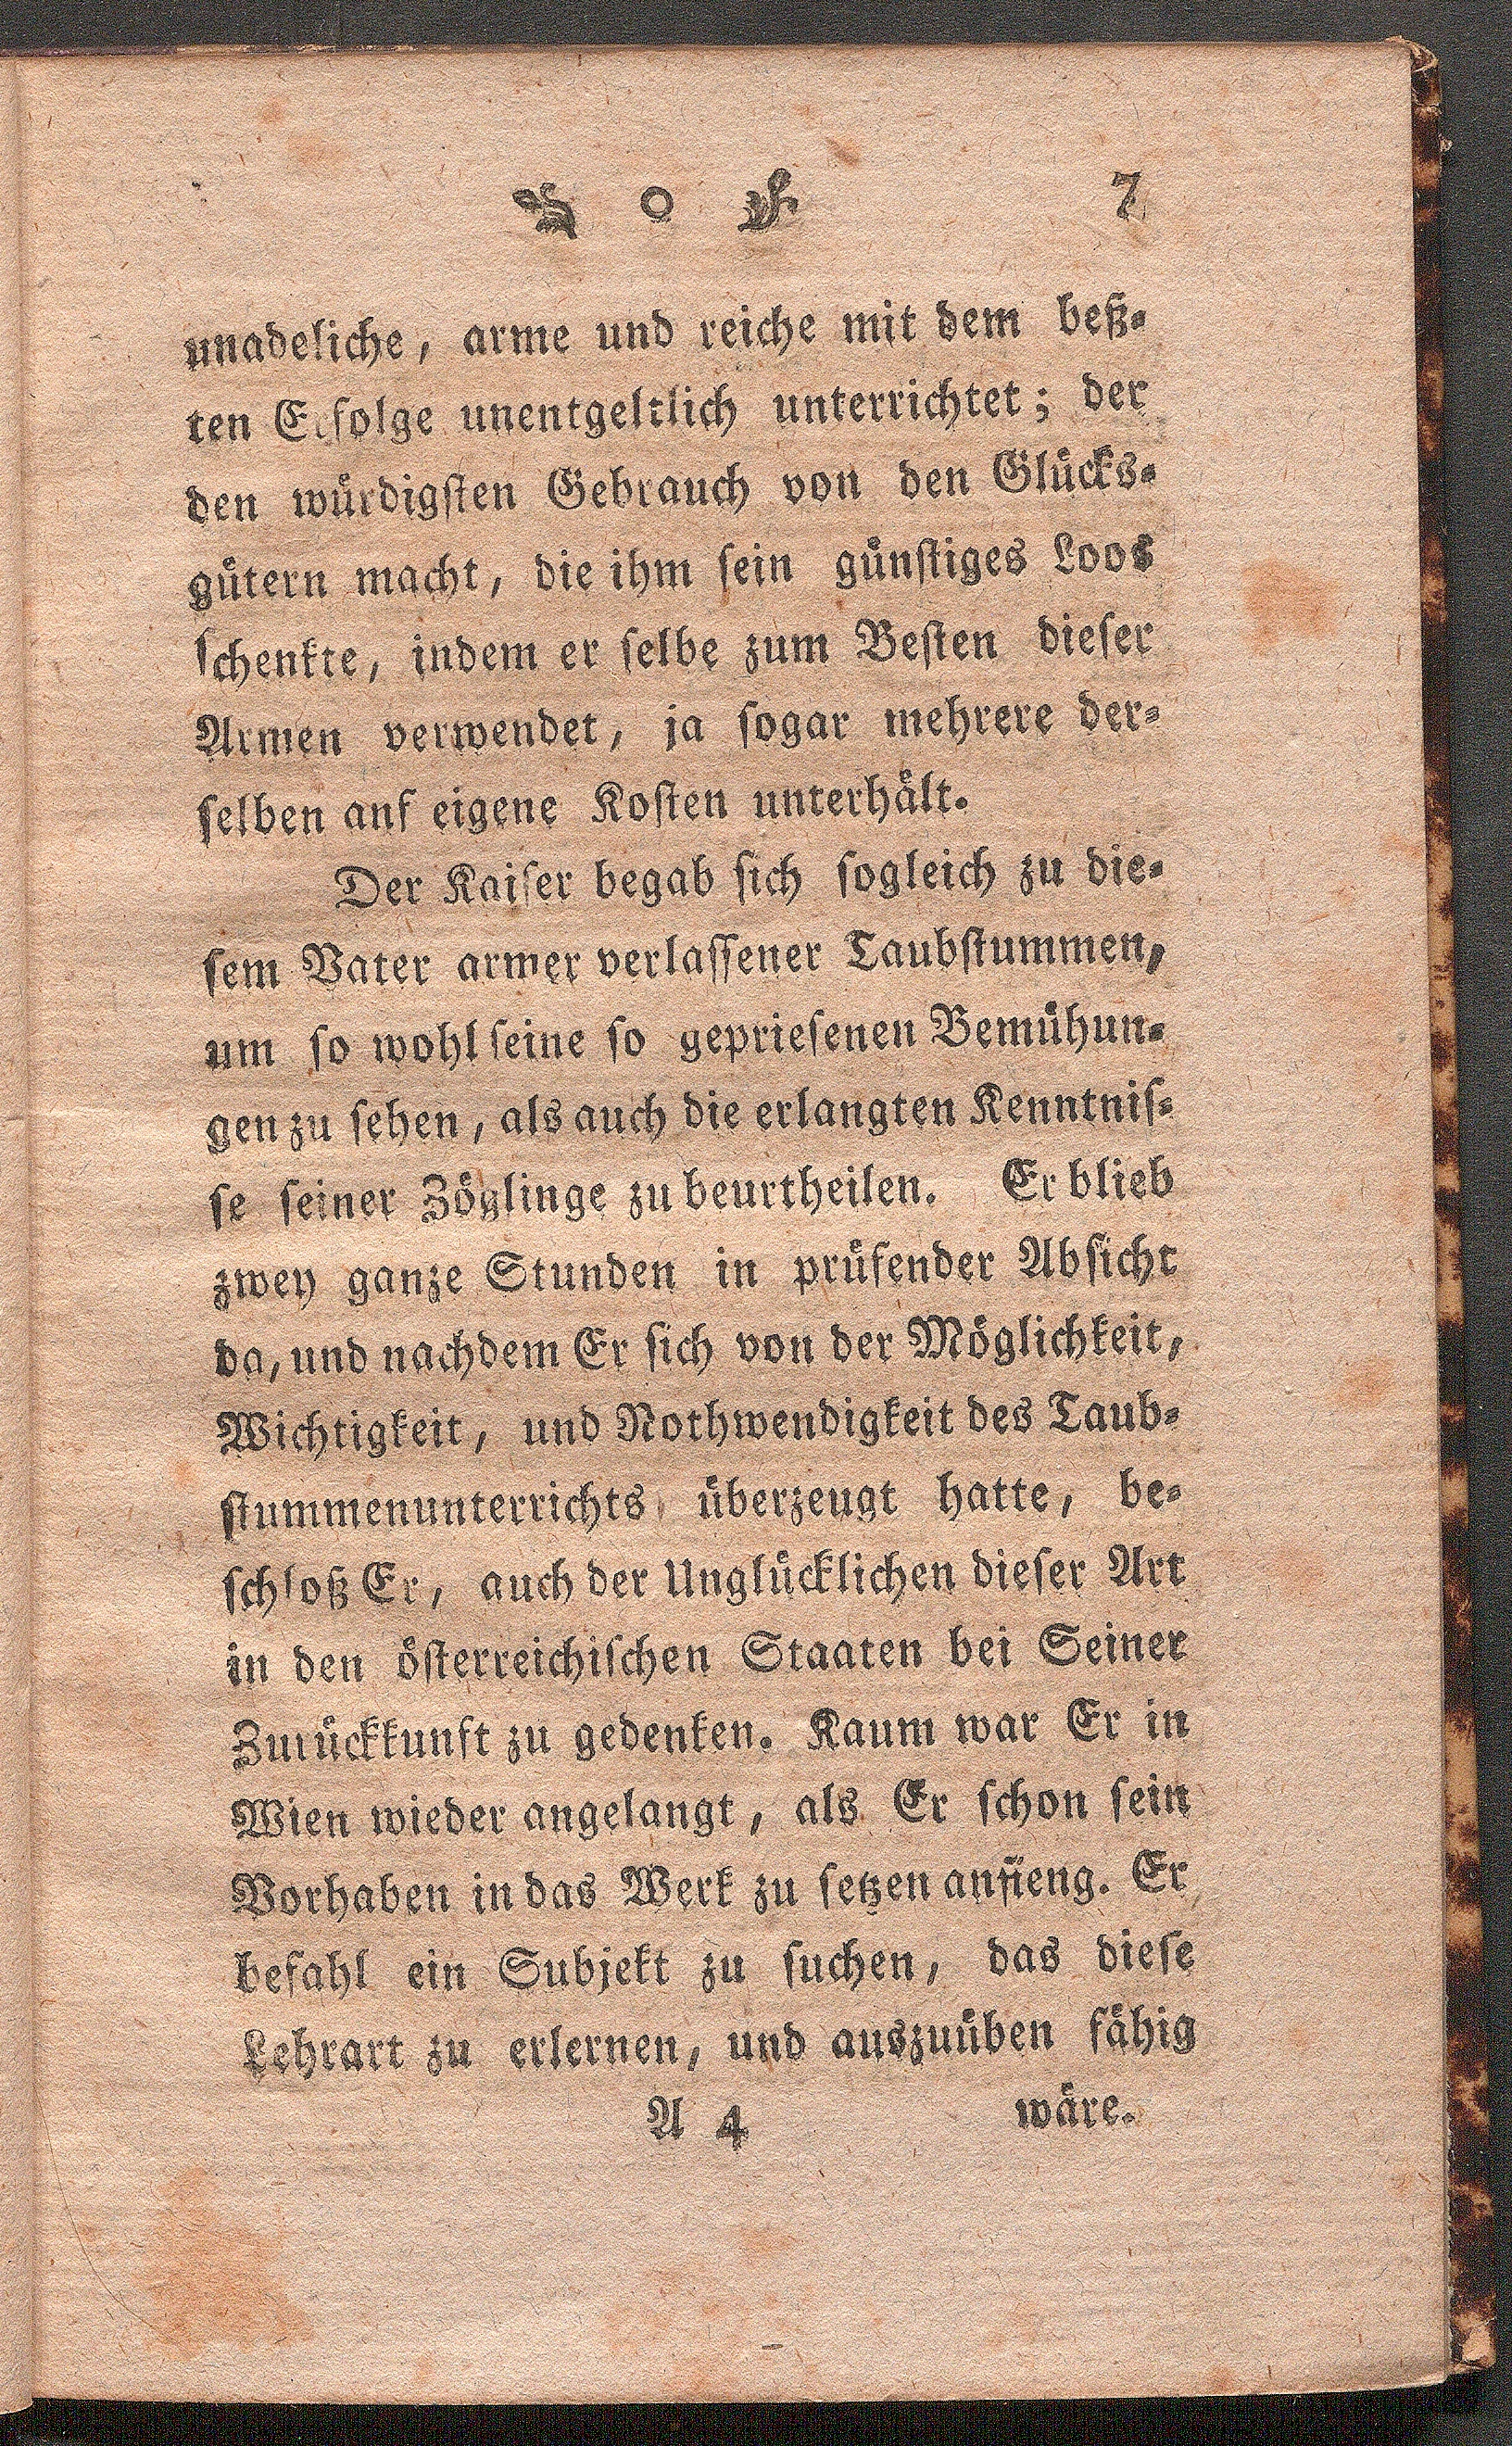 o 7
unadeliche, arme und reiche mit dem beß-
ten Erfolge unentgeltlich unterrichtet; der
den würdigsten Gebrauch von den Glücks-
gütern macht, die ihm sein günstiges Loos
schenkte, indem er selbe zum Besten dieser
Armen verwendet, ja sogar mehrere der-
selben auf eigene Kosten unterhält.
Der Kaiser begab sich sogleich zu die-
sem Vater armer verlassener Taubstummen,
um so wohl seine so gepriesenen Bemühun-
gen zu sehen, als auch die erlangten Kenntnis-
se seiner Zöglinge zu beurtheilen. Er blieb
zwey ganze Stunden in prüfender Absicht
da, und nachdem Er sich von der Möglichkeit,
Wichtigkeit, und Nothwendigkeit des Taub-
stummenunterrichts überzeugt hatte, be-
schloß Er, auch der Unglücklichen dieser Art
in den österreichischen Staaten bei Seiner
Zurückkunft zu gedenken. Kaum war Er in
Wien wieder angelangt, als Er schon sein
Vorhaben in das Werk zu setzen anfieng. Er
befahl ein Subjekt zu suchen, das diese
Lehrart zu erlernen, und auszuüben fähig
A 4 wäre.